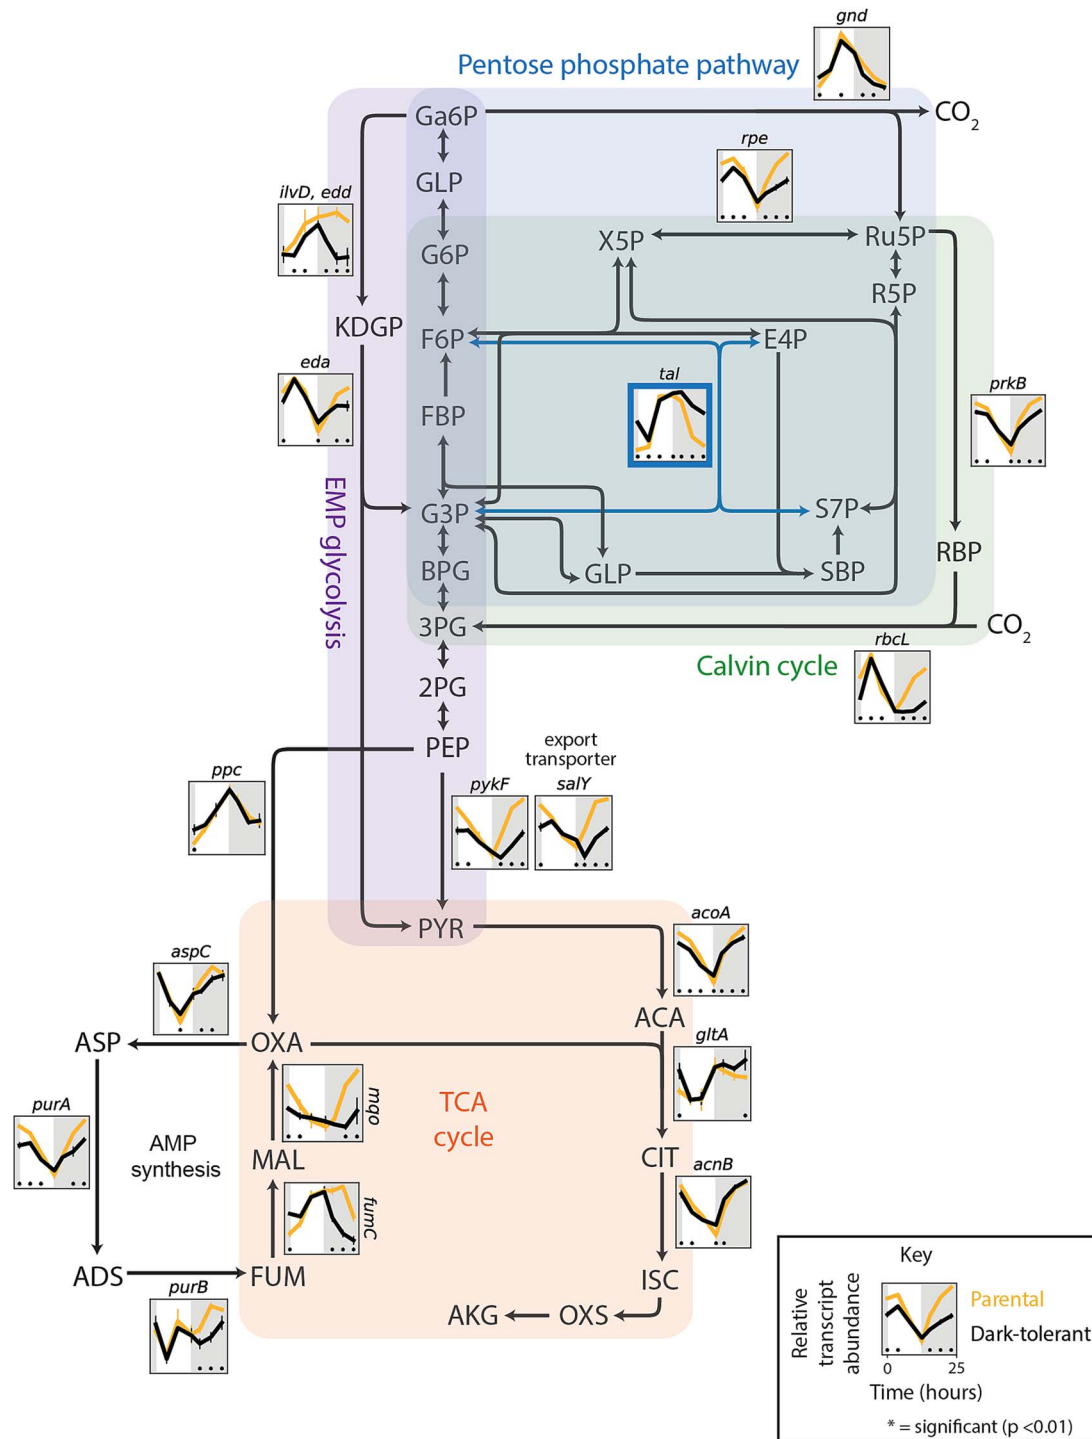 gnd
Pentose phosphate pathway
Ga6P
CO2
rpe
GLP
ilvD, edd
X5P
Ru5P
G6P
R5P
KDGP
F6P
E4P
eda
tal
prkB
FBP
EMP glycolysis
G3P
S7P
RBP
BPG
GLP
SBP
3PG
CO2
rbcL
Calvin cycle
2PG
PEP
export
transporter
ppc
pykF
salY
PYR
acoA
aspC
ACA
ASP
OXA
gltA
mqo
TCA
cycle
purA
AMP
synthesis
MAL
CIT
acnB
fumC
ADS
FUM
ISC
purB
AKG
OXS
Key
Relative
transcript
abundance
Parental
Dark-tolerant
0
25
Time (hours)
* = significant (p <0.01)